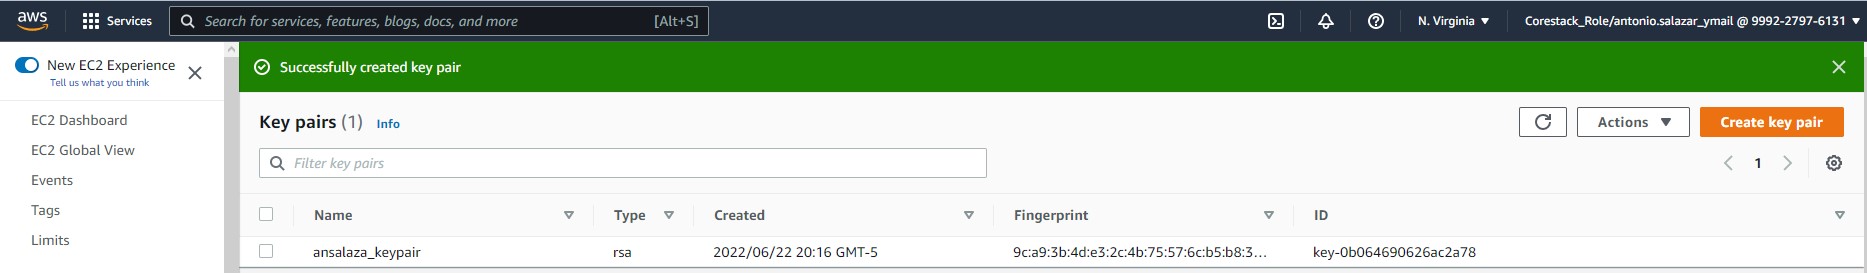 aws Services Search for services, features, blogs, docs, and more [Alt+S] N. Virginia Corestack_Role/antonio.salazar_ymail @ 9992-2797-6131
New EC2 Experience
Tell us what you think
EC2 Dashboard
EC2 Global View
Events
Tags
Limits
Successfully created key pair
Key pairs (1) Info
Actions Create key pair
Filter key pairs
1
Name Type Created Fingerprint ID
ansalaza_keypair rsa 2022/06/22 20:16 GMT-5 9c:a9:3b:4d:e3:2c:4b:75:57:6c:b5:b8:3... key-0b064690626ac2a78